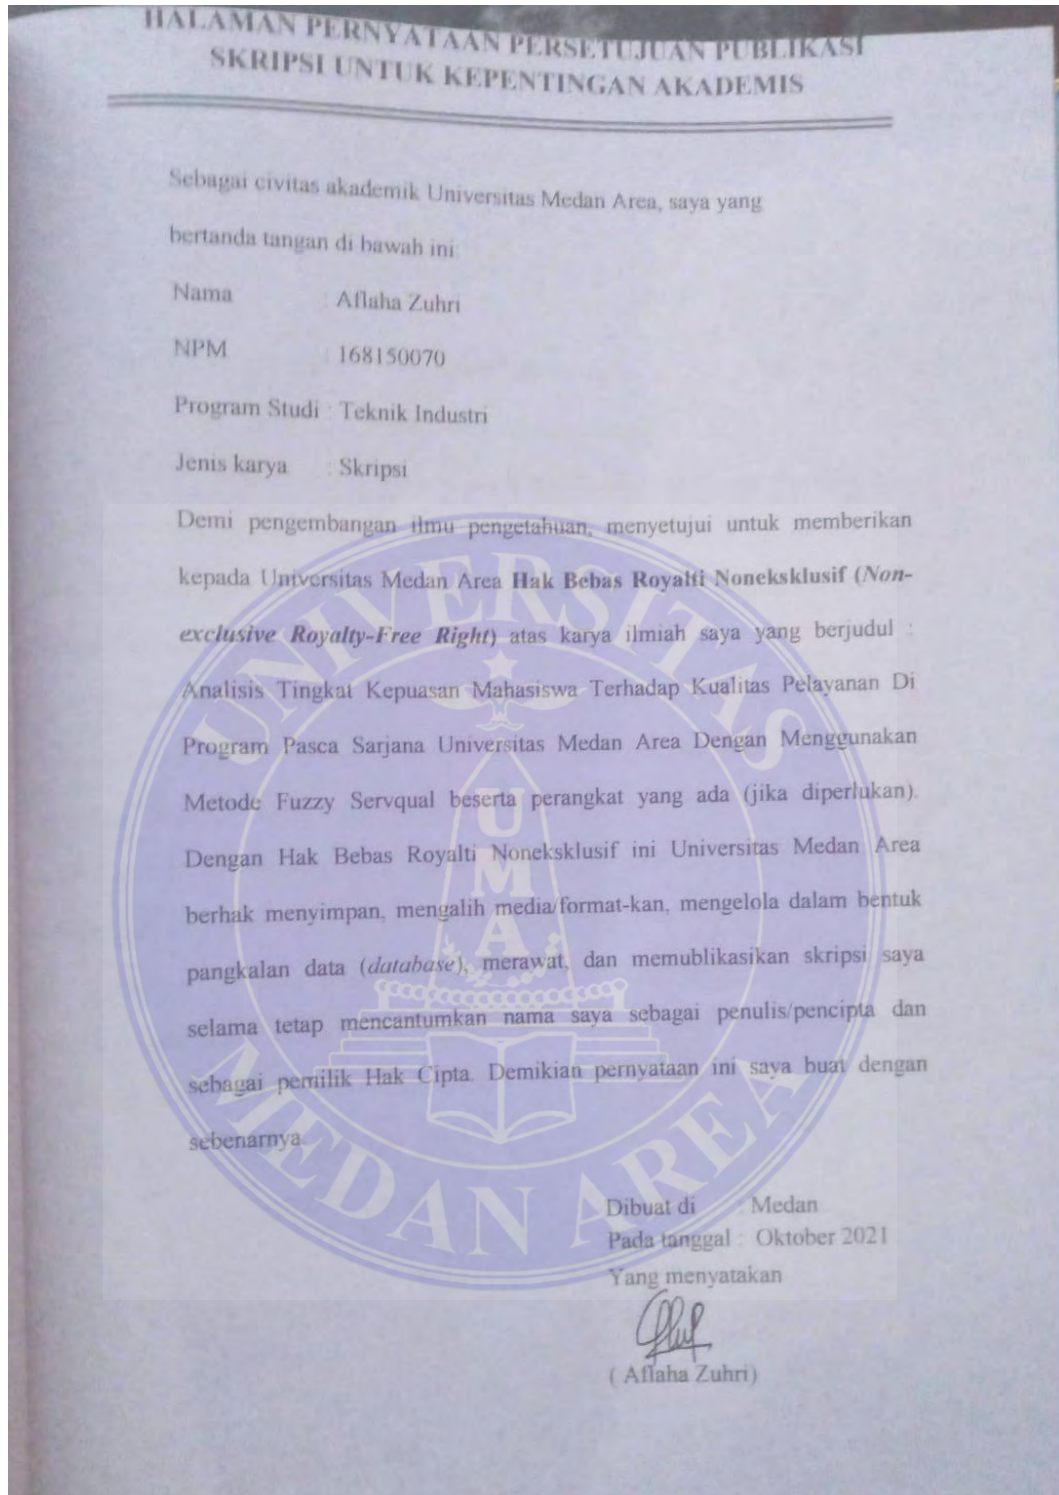 HALAMAN PERNYATAAN PERSETUJUAN PUBLIKASI
SKRIPSI UNTUK KEPENTINGAN AKADEMIS
Sebagai civitas akademik Universitas Medan Area, saya yang
bertanda tangan di bawah ini:
Nama : Aflaha Zuhri
NPM : 168150070
Program Studi : Teknik Industri
Jenis karya : Skripsi
Demi pengembangan ilmu pengetahuan, menyetujui untuk memberikan
kepada Universitas Medan Area Hak Bebas Royalti Noneksklusif (Non-
exclusive Royalty-Free Right) atas karya ilmiah saya yang berjudul :
Analisis Tingkat Kepuasan Mahasiswa Terhadap Kualitas Pelayanan Di
Program Pasca Sarjana Universitas Medan Area Dengan Menggunakan
Metode Fuzzy Servqual beserta perangkat yang ada (jika diperlukan).
Dengan Hak Bebas Royalti Noneksklusif ini Universitas Medan Area
berhak menyimpan, mengalih media/format-kan, mengelola dalam bentuk
pangkalan data (database), merawat, dan memublikasikan skripsi saya
selama tetap mencantumkan nama saya sebagai penulis/pencipta dan
sebagai pemilik Hak Cipta. Demikian pernyataan ini saya buat dengan
sebenarnya.
Dibuat di : Medan
Pada tanggal : Oktober 2021
Yang menyatakan
( Aflaha Zuhri)
UNIVERSITAS
UMA
MEDAN AREA